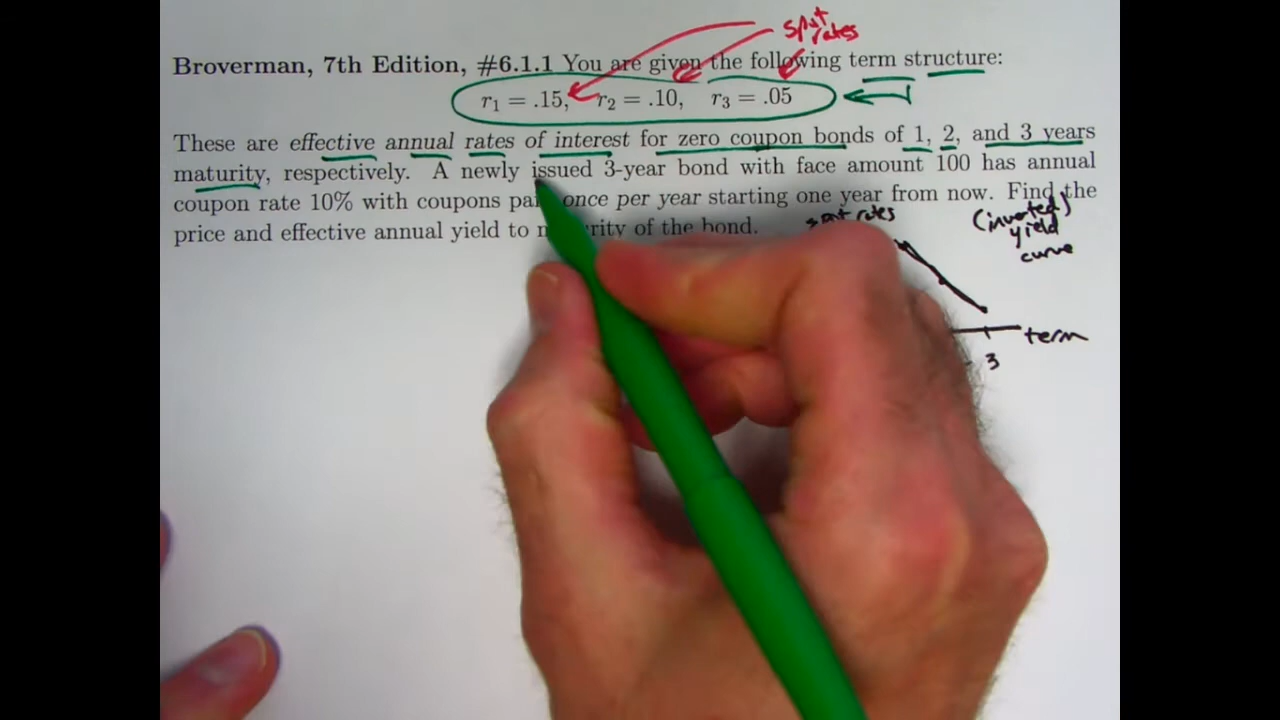 spot
rates
Broverman, 7th Edition, #6.1.1 You are given the following term structure:
r₁ = .15, r₂ = .10, r₃ = .05
These are effective annual rates of interest for zero coupon bonds of 1, 2, and 3 years
maturity, respectively. A newly issued 3-year bond with face amount 100 has annual
coupon rate 10% with coupons once per year starting one year from now. Find the
price and effective annual yield to of the bond.
spot rates
(inverted)
yield
curve
term
3